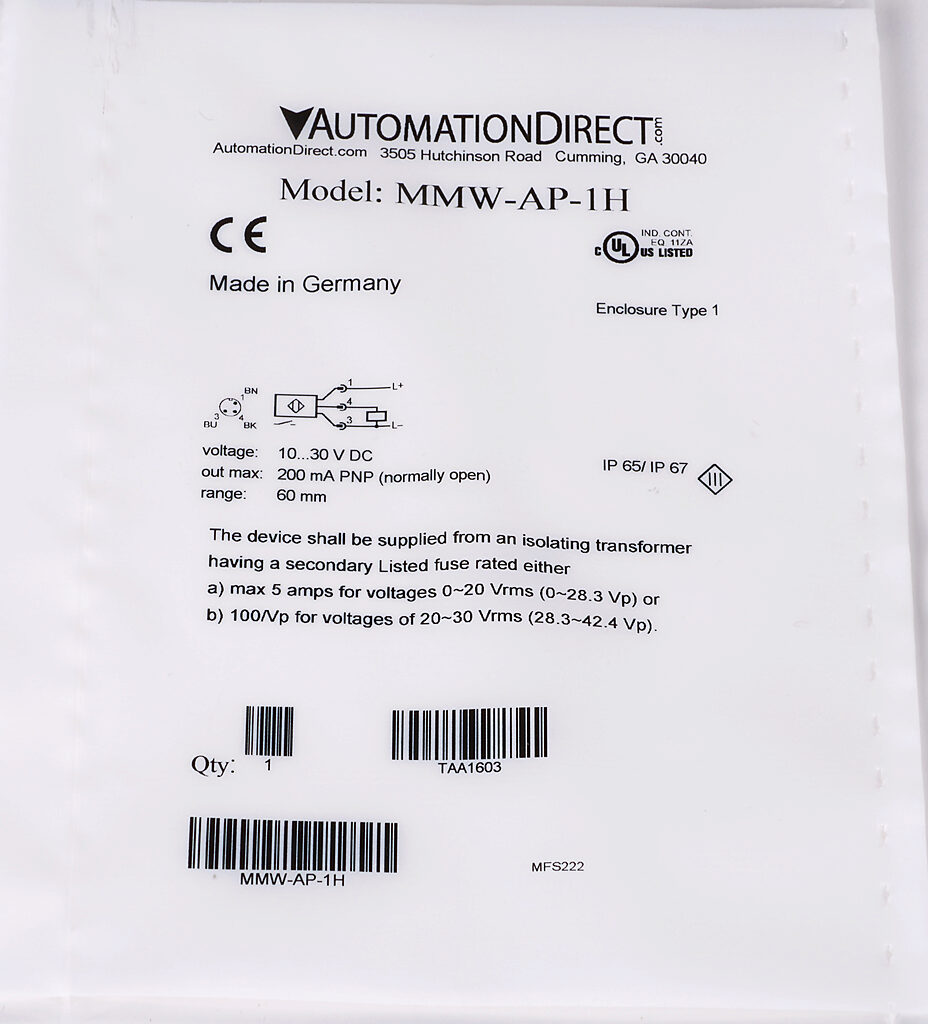 AUTOMATIONDIRECT.com
AutomationDirect.com 3505 Hutchinson Road Cumming, GA 30040
Model: MMW-AP-1H
CE
C UL US LISTED
IND. CONT.
EQ. 11ZA
Made in Germany
Enclosure Type 1
BN
1
3
4
BU
BK
1
L+
4
3
L–
voltage: 10...30 V DC
out max: 200 mA PNP (normally open)
range: 60 mm
IP 65/ IP 67
III
The device shall be supplied from an isolating transformer
having a secondary Listed fuse rated either
a) max 5 amps for voltages 0~20 Vrms (0~28.3 Vp) or
b) 100/Vp for voltages of 20~30 Vrms (28.3~42.4 Vp).
Qty: 1
TAA1603
MMW-AP-1H
MFS222